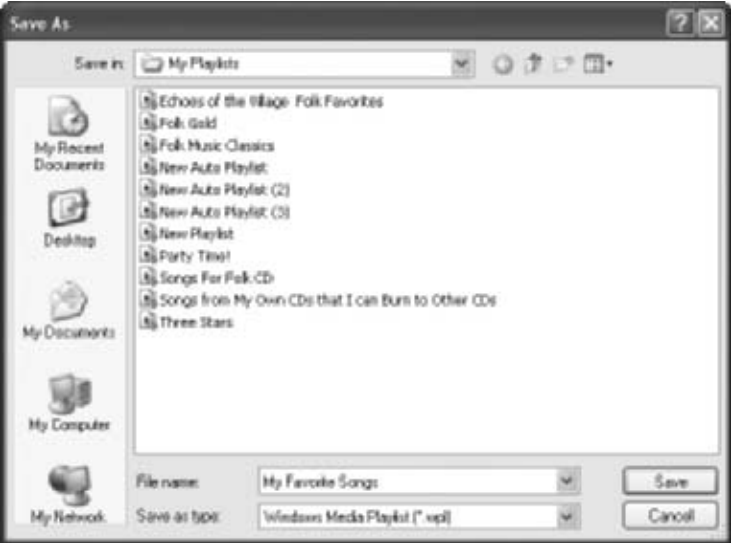 Save As
Save in:
My Playlists
My Recent
Documents
Desktop
My Documents
My Computer
My Network
Echoes of the Village Folk Favorites
Folk Gold
Folk Music Classics
New Auto Playlist
New Auto Playlist (2)
New Auto Playlist (3)
New Playlist
Party Time!
Songs For Folk CD
Songs from My Own CDs that I can Burn to Other CDs
Three Stars
File name:
My Favorite Songs
Save
Save as type:
Windows Media Playlist (*.wpl)
Cancel